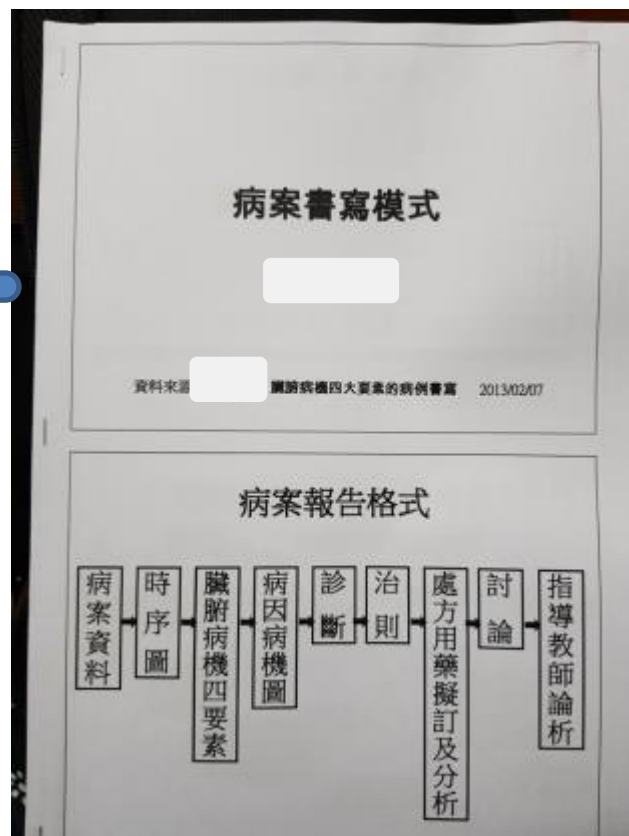 病案書寫模式
資料來源
臟腑病機四大要素的病例書寫 2013/02/07
病案報告格式
病案資料
時序圖
臟腑病機四要素
病因病機圖
診斷
治則
處方用藥擬訂及分析
討論
指導教師論析